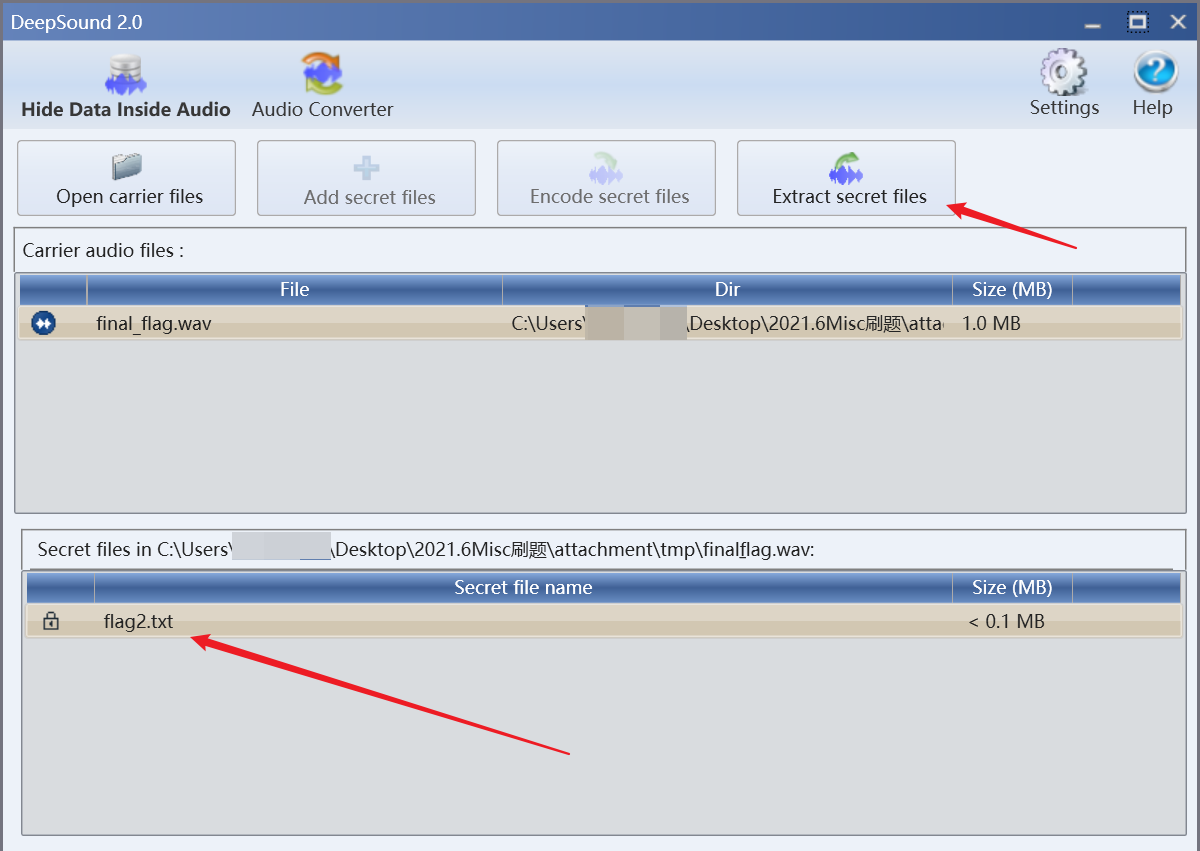 DeepSound 2.0
Hide Data Inside Audio Audio Converter Settings Help
Open carrier files Add secret files Encode secret files Extract secret files
Carrier audio files :
File Dir Size (MB)
final_flag.wav C:\Users\ \Desktop\2021.6Misc刷题\atta 1.0 MB
Secret files in C:\Users\ \Desktop\2021.6Misc刷题\attachment\tmp\finalflag.wav:
Secret file name Size (MB)
flag2.txt < 0.1 MB